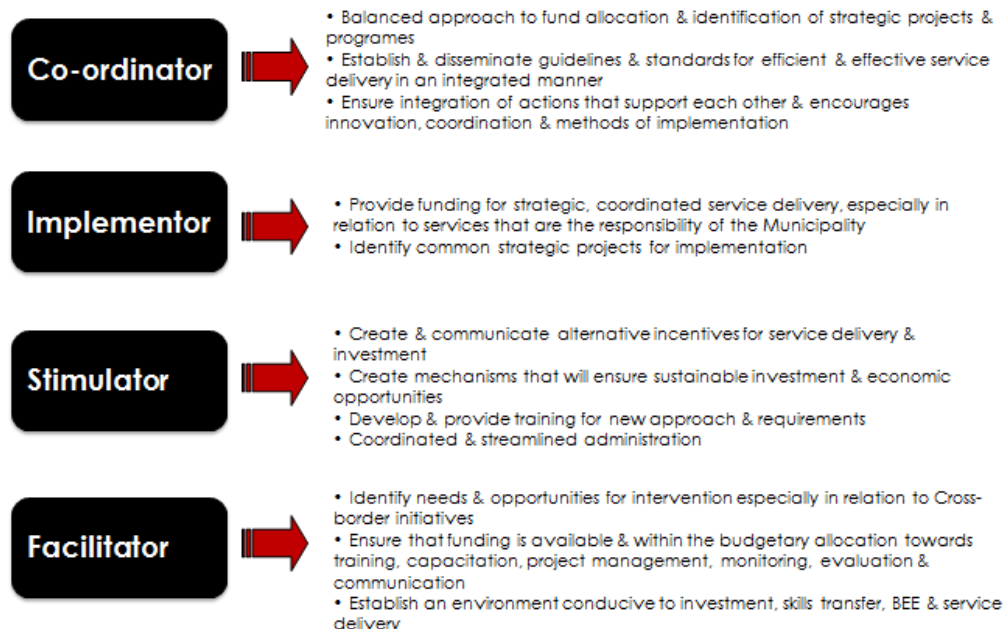 Co-ordinator
• Balanced approach to fund allocation & identification of strategic projects &
programes
• Establish & disseminate guidelines & standards for efficient & effective service
delivery in an integrated manner
• Ensure integration of actions that support each other & encourages
innovation, coordination & methods of implementation
Implementor
• Provide funding for strategic, coordinated service delivery, especially in
relation to services that are the responsibility of the Municipality
• Identify common strategic projects for implementation
Stimulator
• Create & communicate alternative incentives for service delivery &
investment
• Create mechanisms that will ensure sustainable investment & economic
opportunities
• Develop & provide training for new approach & requirements
• Coordinated & streamlined administration
Facilitator
• Identify needs & opportunities for intervention especially in relation to Cross-
border initiatives
• Ensure that funding is available & within the budgetary allocation towards
training, capacitation, project management, monitoring, evaluation &
communication
• Establish an environment conducive to investment, skills transfer, BEE & service
delivery